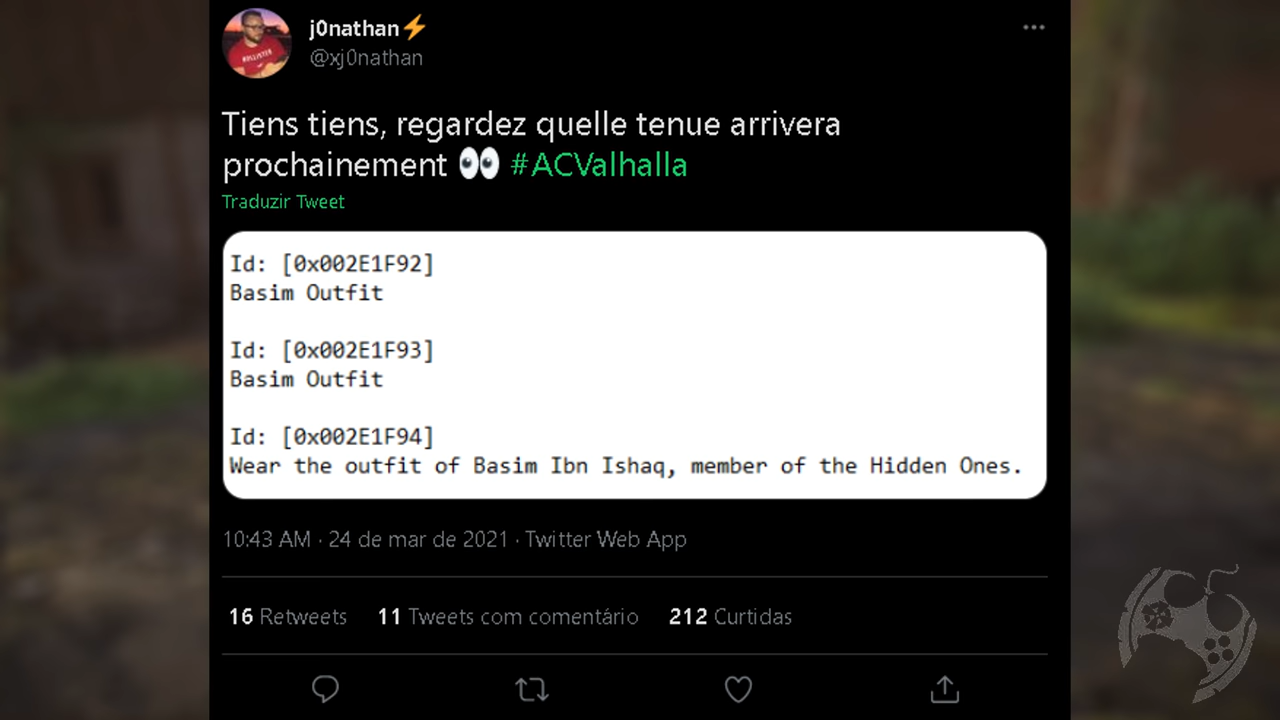 j0nathan⚡
@xj0nathan
Tiens tiens, regardez quelle tenue arrivera
prochainement 👀 #ACValhalla
Traduzir Tweet
Id: [0x002E1F92]
Basim Outfit
Id: [0x002E1F93]
Basim Outfit
Id: [0x002E1F94]
Wear the outfit of Basim Ibn Ishaq, member of the Hidden Ones.
10:43 AM · 24 de mar de 2021 · Twitter Web App
16 Retweets 11 Tweets com comentário 212 Curtidas